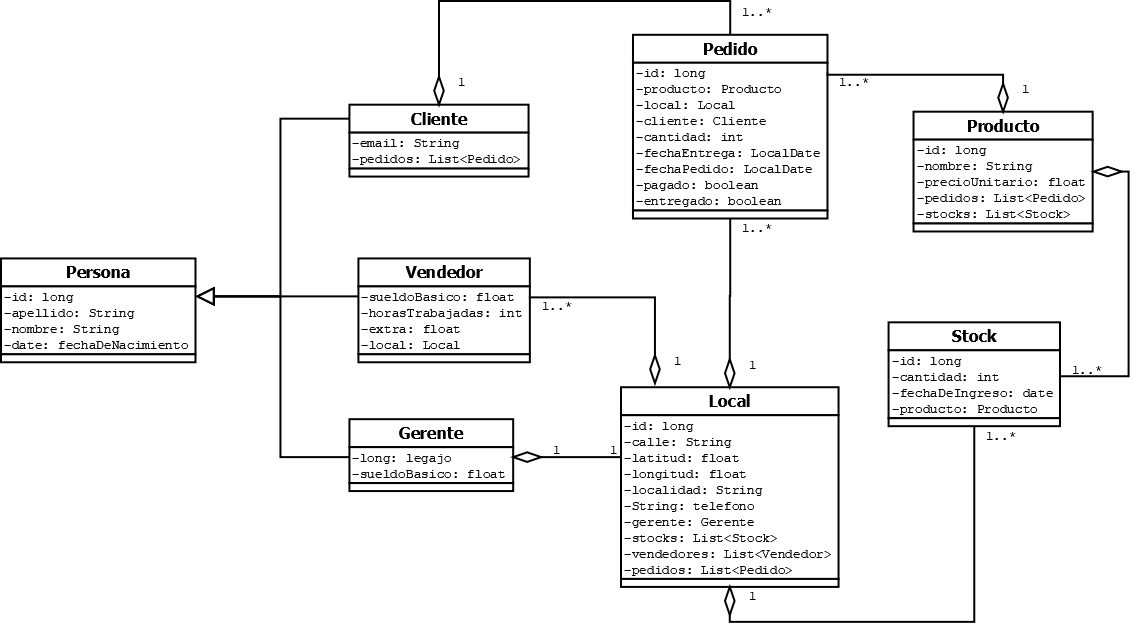 1..*
Pedido
-id: long
-producto: Producto
-local: Local
-cliente: Cliente
-cantidad: int
-fechaEntrega: LocalDate
-fechaPedido: LocalDate
-pagado: boolean
-entregado: boolean
1
1..*
1
Cliente
-email: String
-pedidos: List<Pedido>
Producto
-id: long
-nombre: String
-precioUnitario: float
-pedidos: List<Pedido>
-stocks: List<Stock>
1..*
Persona
-id: long
-apellido: String
-nombre: String
-date: fechaDeNacimiento
Vendedor
-sueldoBasico: float
-horasTrabajadas: int
-extra: float
-local: Local
1..*
1
1
Stock
-id: long
-cantidad: int
-fechaDeIngreso: date
-producto: Producto
1..*
1..*
Gerente
-long: legajo
-sueldoBasico: float
1
1
Local
-id: long
-calle: String
-latitud: float
-longitud: float
-localidad: String
-String: telefono
-gerente: Gerente
-stocks: List<Stock>
-vendedores: List<Vendedor>
-pedidos: List<Pedido>
1